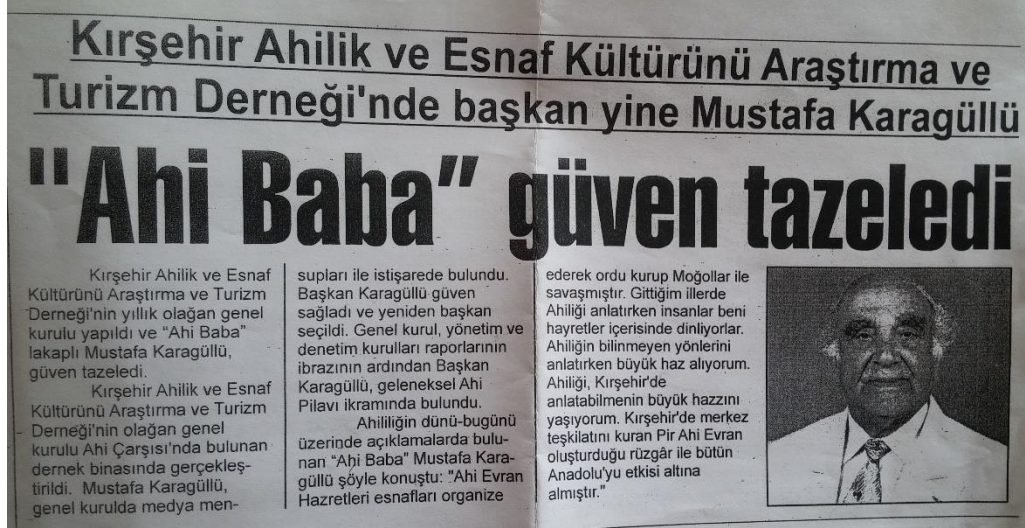 Kırşehir Ahilik ve Esnaf Kültürünü Araştırma ve
Turizm Derneği'nde başkan yine Mustafa Karagüllü
"Ahi Baba" güven tazeledi
Kırşehir Ahilik ve Esnaf
Kültürünü Araştırma ve Turizm
Derneği'nin yıllık olağan genel
kurulu yapıldı ve "Ahi Baba"
lakaplı Mustafa Karagüllü,
güven tazeledi.
Kırşehir Ahilik ve Esnaf
Kültürünü Araştırma ve Turizm
Derneği'nin olağan genel
kurulu Ahi Çarşısı'nda bulunan
dernek binasında gerçekleş-
tirildi. Mustafa Karagüllü,
genel kurulda medya men-
supları ile istişarede bulundu.
Başkan Karagüllü güven
sağladı ve yeniden başkan
seçildi. Genel kurul, yönetim ve
denetim kurulları raporlarının
ibrazının ardından Başkan
Karagüllü, geleneksel Ahi
Pilavı ikramında bulundu.
Ahililiğin dünü-bugünü
üzerinde açıklamalarda bulu-
nan "Ahi Baba" Mustafa Kara-
güllü şöyle konuştu: "Ahi Evran
Hazretleri esnafları organize
ederek ordu kurup Moğollar ile
savaşmıştır. Gittiğim illerde
Ahiliği anlatırken insanlar beni
hayretler içerisinde dinliyorlar.
Ahiliğin bilinmeyen yönlerini
anlatırken büyük haz alıyorum.
Ahiliği, Kırşehir'de
anlatabilmenin büyük hazzını
yaşıyorum. Kırşehir'de merkez
teşkilatını kuran Pir Ahi Evran
oluşturduğu rüzgâr ile bütün
Anadolu'yu etkisi altına
almıştır."